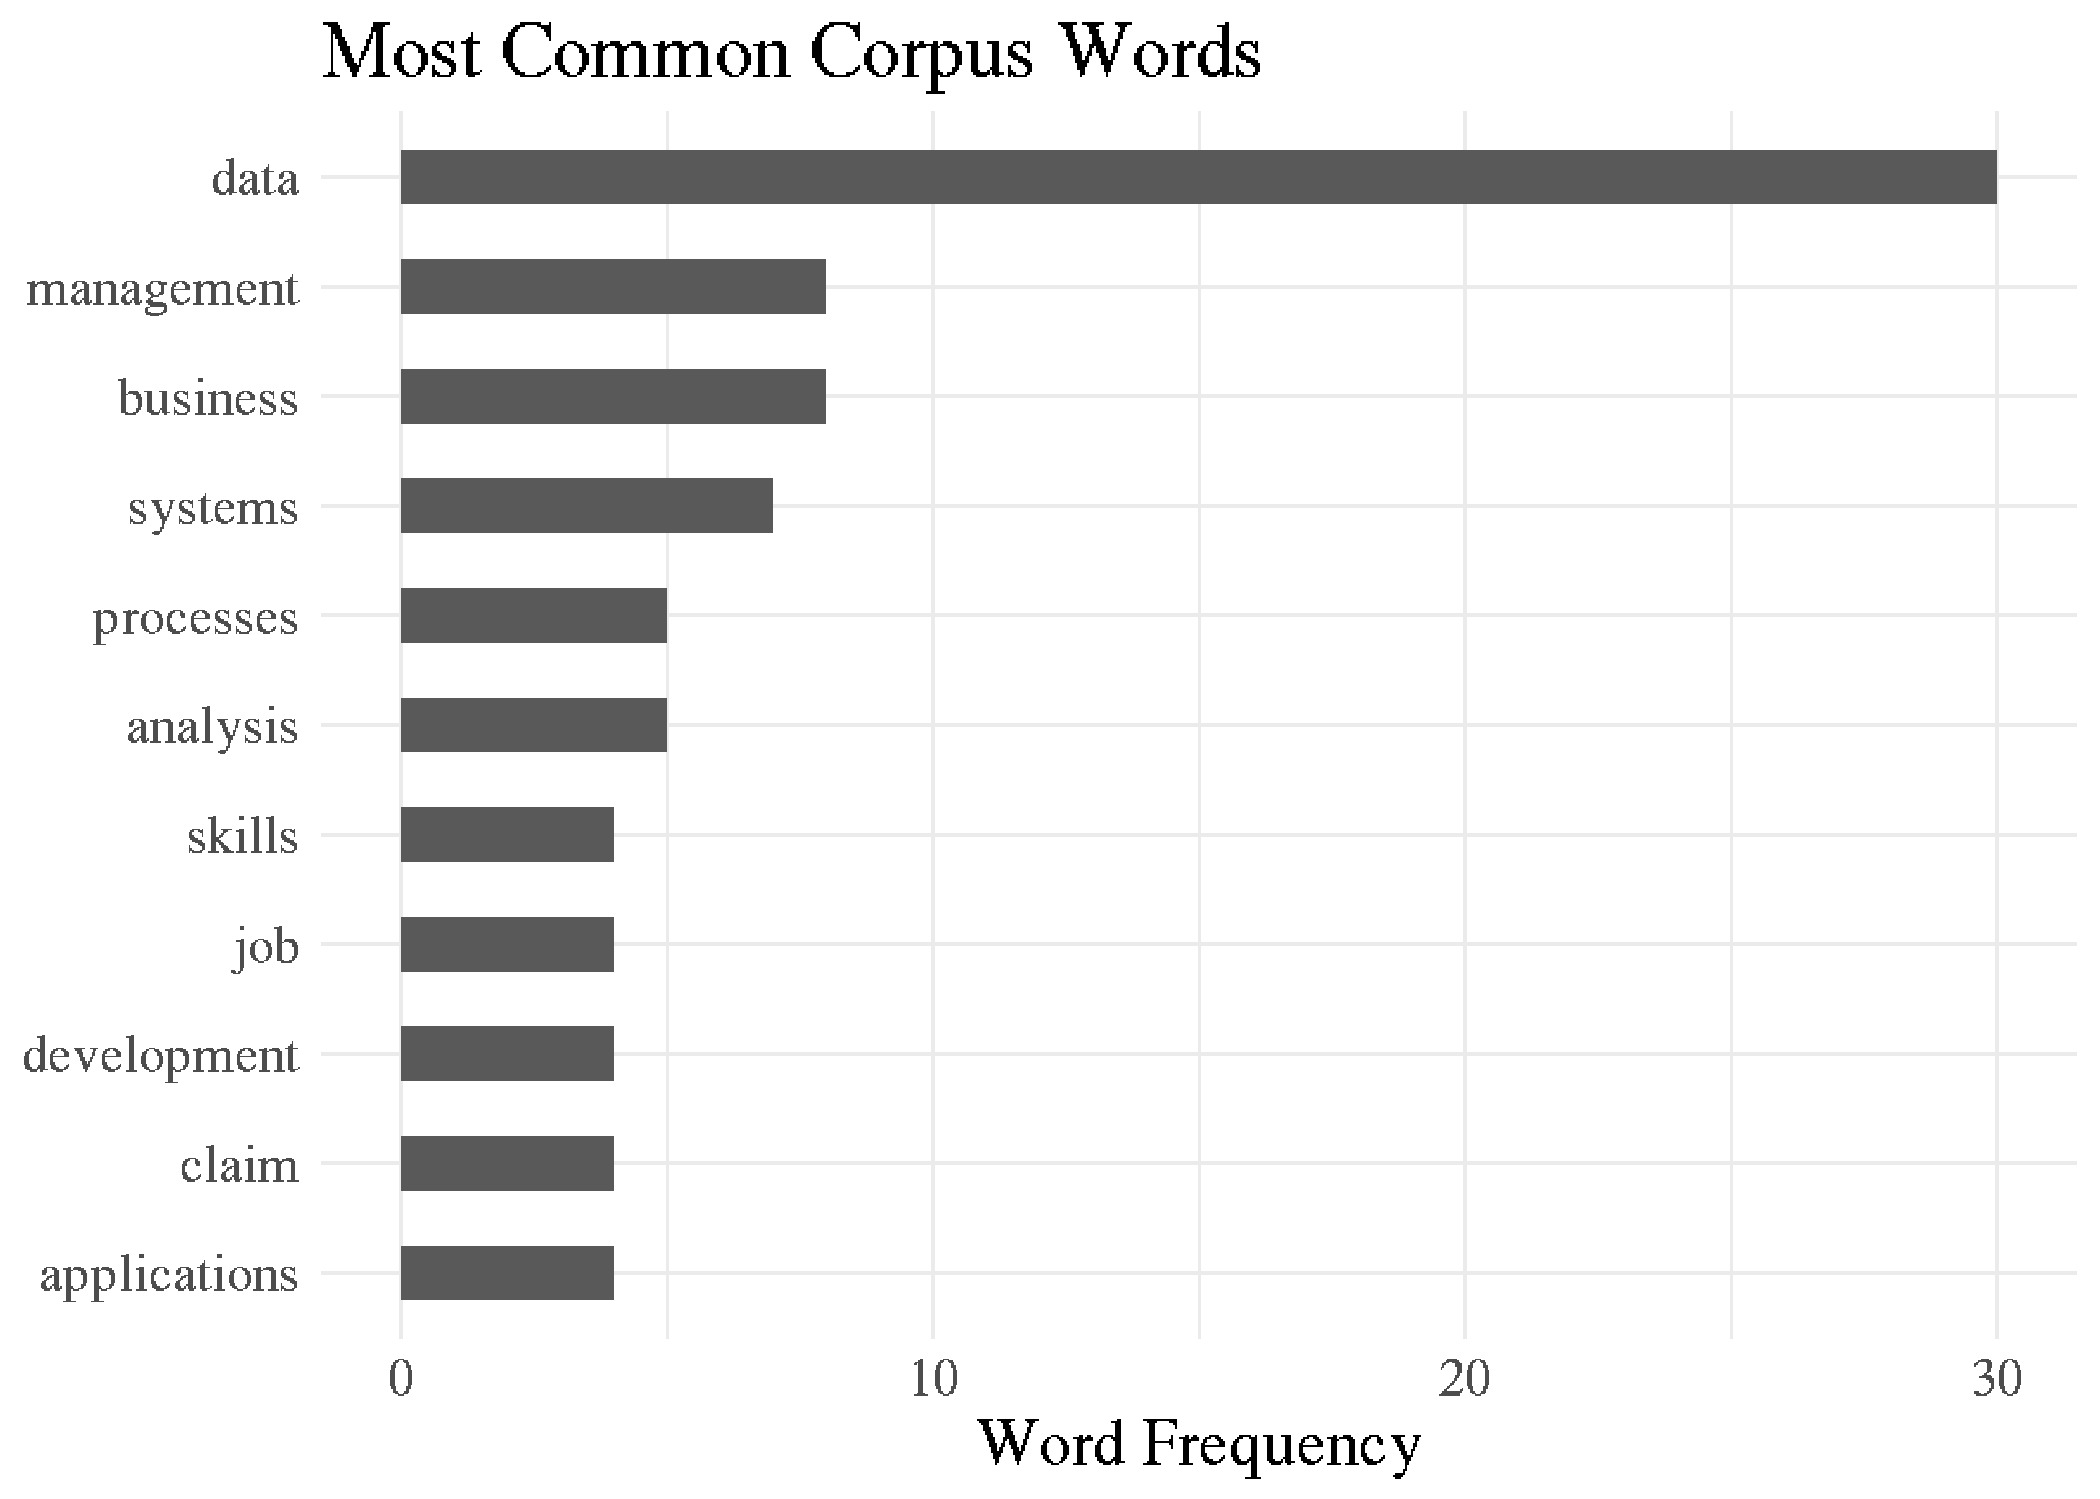 Most Common Corpus Words
data
management
business
systems
processes
analysis
skills
job
development
claim
applications
0 10 20 30
Word Frequency